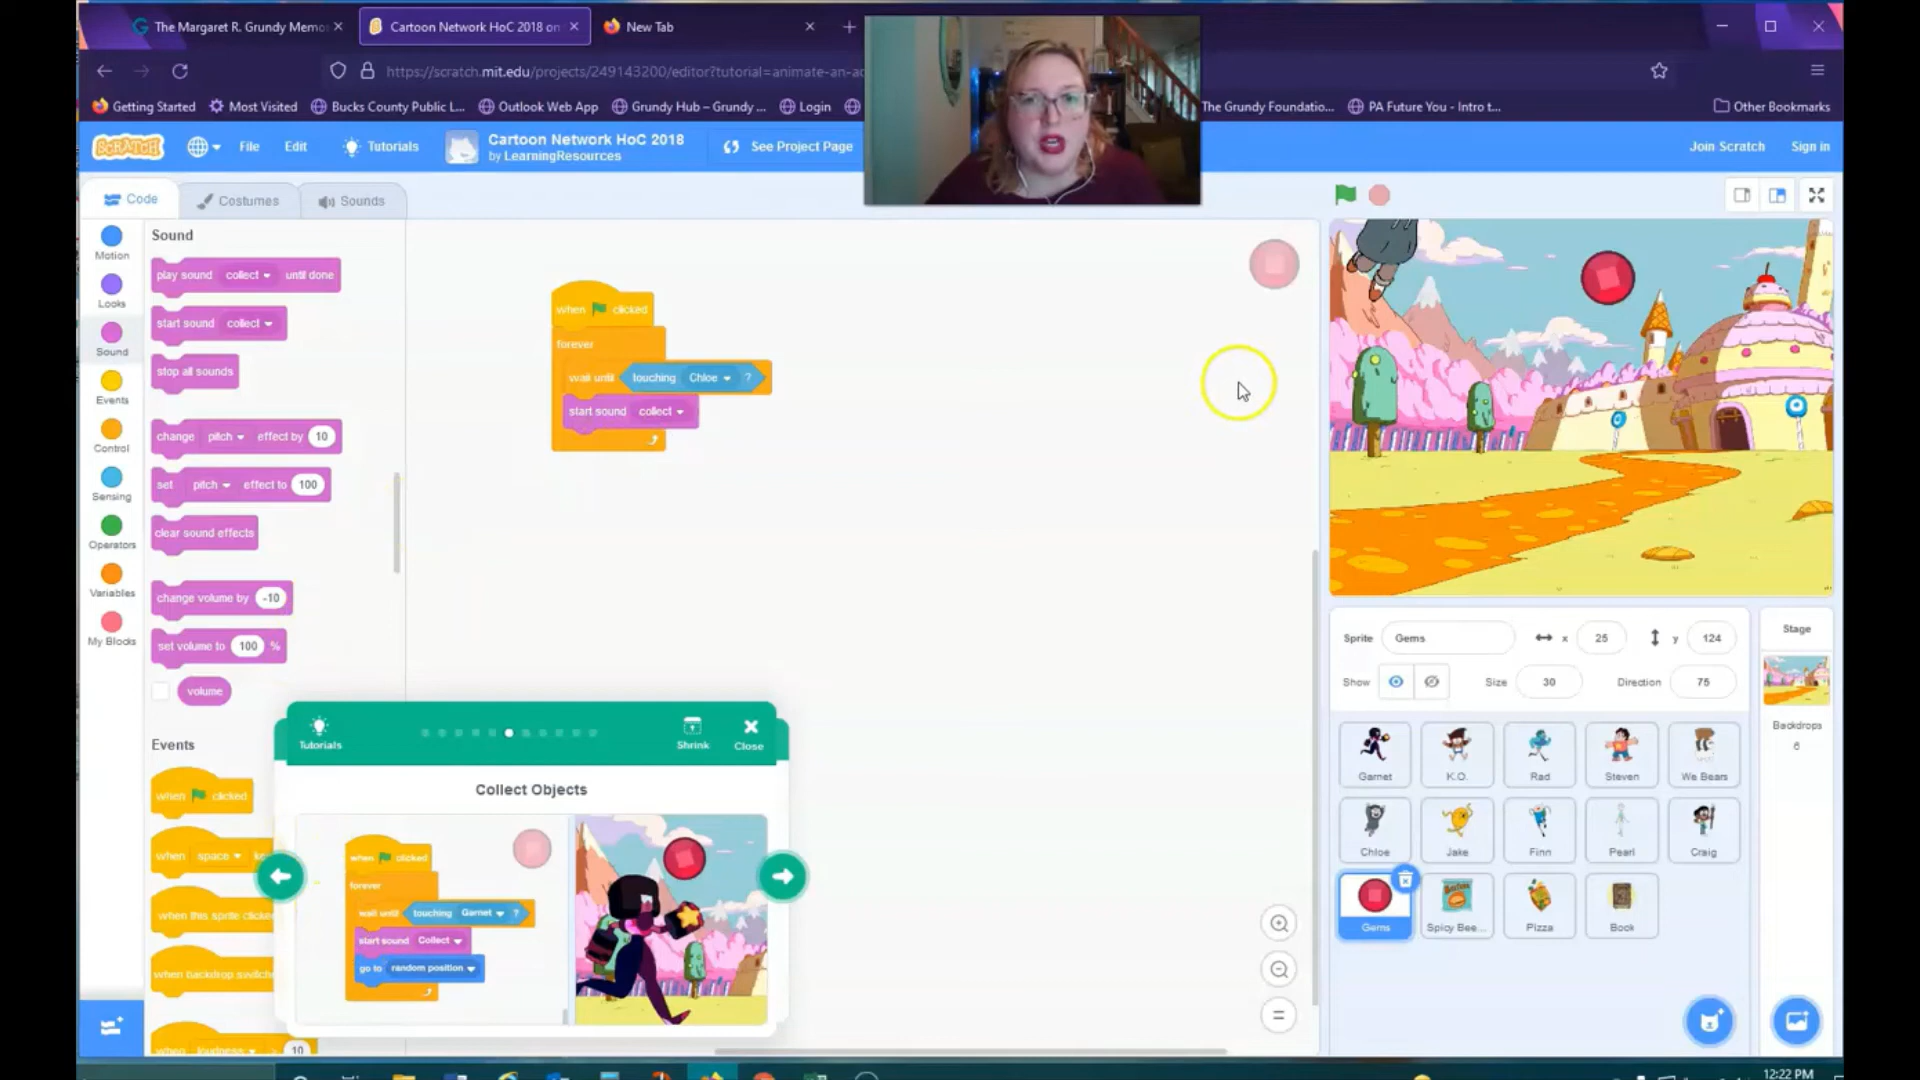 The Margaret R. Grundy Memo
Cartoon Network HoC 2018 on
New Tab
https://scratch.mit.edu/projects/249143200/editor?tutorial=animate-an-ad
Getting Started
Most Visited
Bucks County Public L...
Outlook Web App
Grundy Hub – Grundy ...
Login
The Grundy Foundatio...
PA Future You - Intro t...
Other Bookmarks
SCRATCH
File
Edit
Tutorials
Cartoon Network HoC 2018
by LearningResources
See Project Page
Join Scratch
Sign in
Code
Costumes
Sounds
Motion
Looks
Sound
Events
Control
Sensing
Operators
Variables
My Blocks
Sound
play sound collect until done
start sound collect
stop all sounds
change pitch effect by 10
set pitch effect to 100
clear sound effects
change volume by -10
set volume to 100 %
volume
Events
when clicked
when space ke
when this sprite clicked
when backdrop switch
when loudness > 10
when clicked
forever
wait until touching Chloe ?
start sound collect
Tutorials
Shrink
Close
Collect Objects
when clicked
forever
wait until touching Garnet ?
start sound Collect
go to random position
Sprite Gems x 25 y 124
Show Size 30 Direction 75
Stage
Backdrops
6
Garnet
K.O.
Rad
Steven
We Bears
Chloe
Jake
Finn
Pearl
Craig
Gems
Spicy Bee...
Pizza
Book
12:22 PM